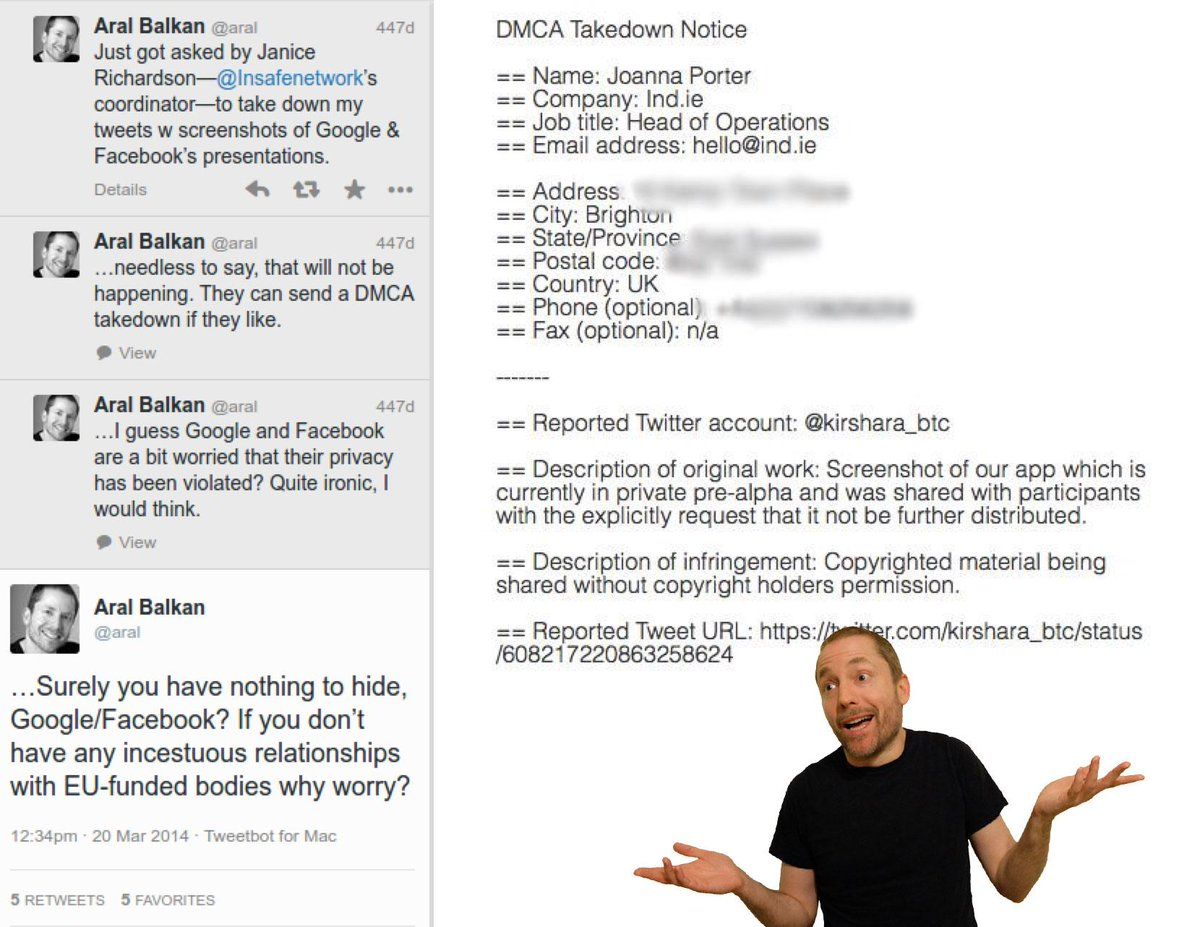 Aral Balkan @aral 447d
Just got asked by Janice
Richardson—@Insafenetwork's
coordinator—to take down my
tweets w screenshots of Google &
Facebook's presentations.
Details
Aral Balkan @aral 447d
…needless to say, that will not be
happening. They can send a DMCA
takedown if they like.
View
Aral Balkan @aral 447d
…I guess Google and Facebook
are a bit worried that their privacy
has been violated? Quite ironic, I
would think.
View
Aral Balkan
@aral
…Surely you have nothing to hide,
Google/Facebook? If you don't
have any incestuous relationships
with EU-funded bodies why worry?
12:34pm · 20 Mar 2014 · Tweetbot for Mac
5 RETWEETS 5 FAVORITES
DMCA Takedown Notice
== Name: Joanna Porter
== Company: Ind.ie
== Job title: Head of Operations
== Email address: hello@ind.ie
== Address:
== City: Brighton
== State/Province
== Postal code:
== Country: UK
== Phone (optional)
== Fax (optional): n/a
-------
== Reported Twitter account: @kirshara_btc
== Description of original work: Screenshot of our app which is
currently in private pre-alpha and was shared with participants
with the explicitly request that it not be further distributed.
== Description of infringement: Copyrighted material being
shared without copyright holders permission.
== Reported Tweet URL: https://twitter.com/kirshara_btc/status
/608217220863258624